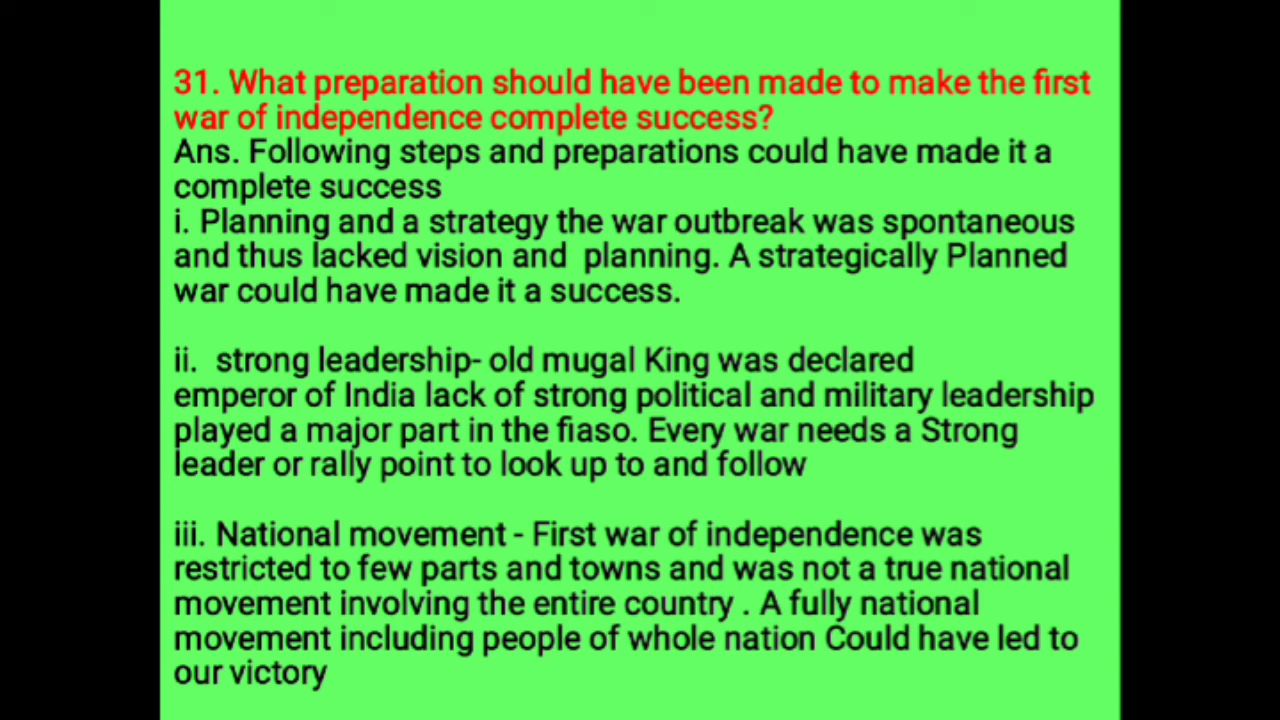 31. What preparation should have been made to make the first
war of independence complete success?
Ans. Following steps and preparations could have made it a
complete success
i. Planning and a strategy the war outbreak was spontaneous
and thus lacked vision and  planning. A strategically Planned
war could have made it a success.
ii.  strong leadership- old mugal King was declared
emperor of India lack of strong political and military leadership
played a major part in the fiaso. Every war needs a Strong
leader or rally point to look up to and follow
iii. National movement - First war of independence was
restricted to few parts and towns and was not a true national
movement involving the entire country . A fully national
movement including people of whole nation Could have led to
our victory